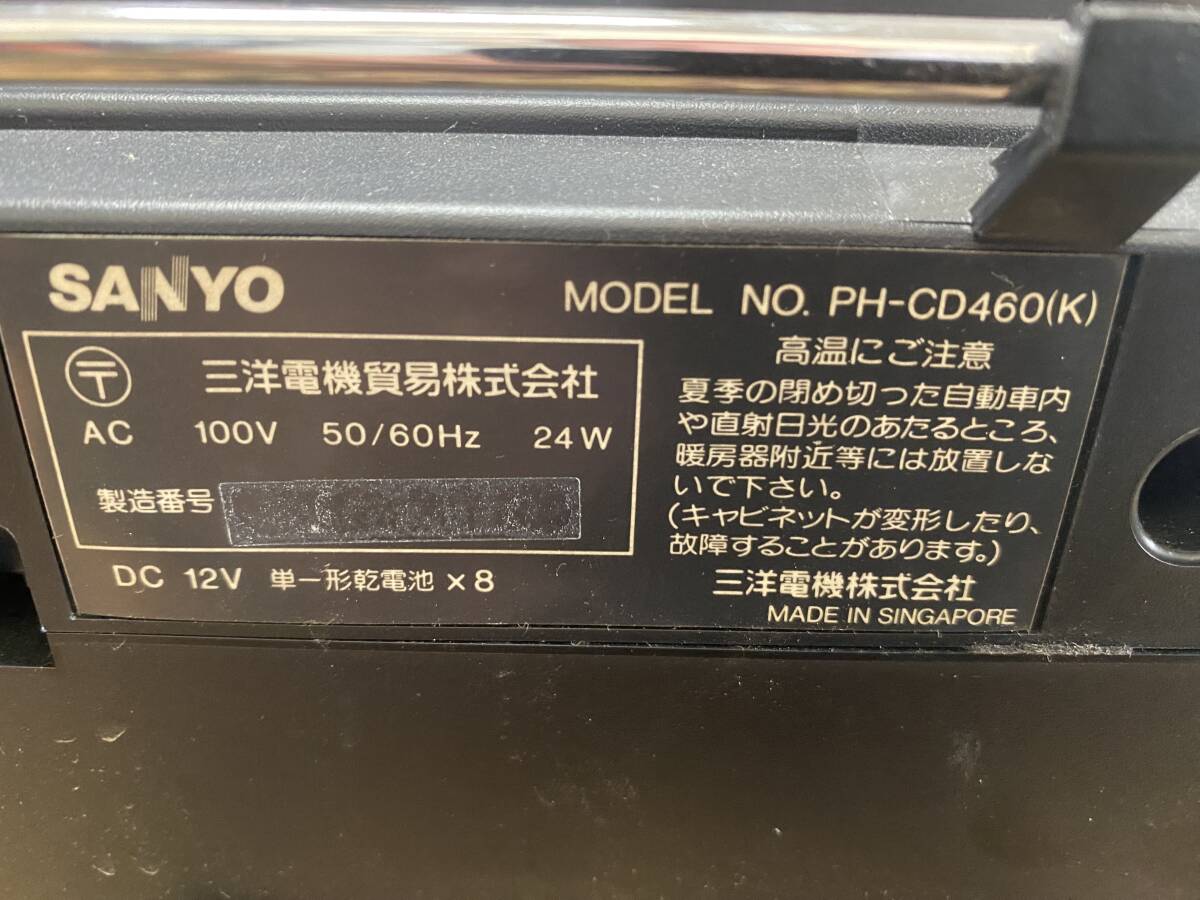 SANYO
MODEL NO. PH-CD460(K)
〒 三洋電機貿易株式会社
AC 100V 50/60Hz 24W
製造番号
DC 12V 単一形乾電池 ×8
高温にご注意
夏季の閉め切った自動車内
や直射日光のあたるところ、
暖房器附近等には放置しな
いで下さい。
(キャビネットが変形したり、
故障することがあります。)
三洋電機株式会社
MADE IN SINGAPORE